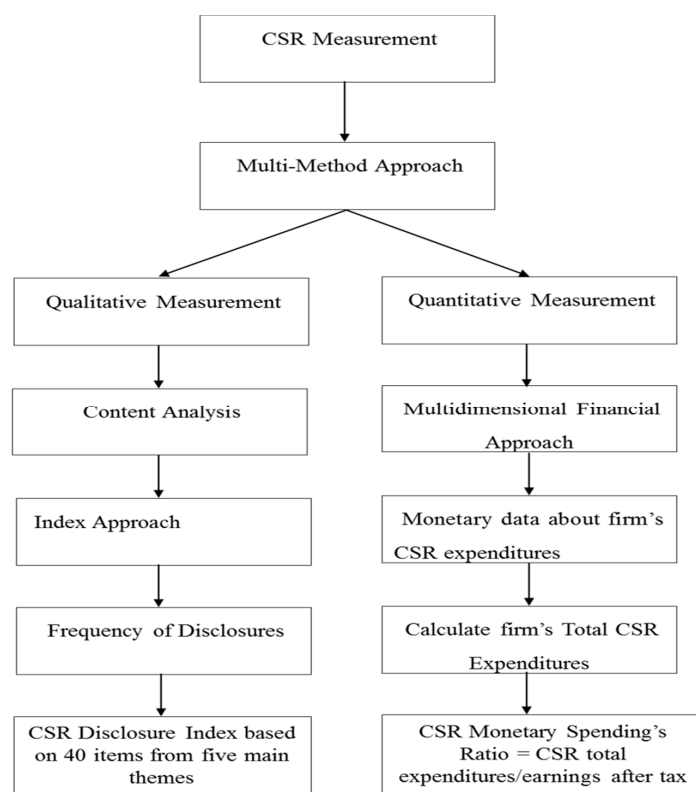 CSR Measurement
Multi-Method Approach
Qualitative Measurement
Quantitative Measurement
Content Analysis
Multidimensional Financial
Approach
Index Approach
Monetary data about firm's
CSR expenditures
Frequency of Disclosures
Calculate firm's Total CSR
Expenditures
CSR Disclosure Index based
on 40 items from five main
themes
CSR Monetary Spending's
Ratio = CSR total
expenditures/earnings after tax